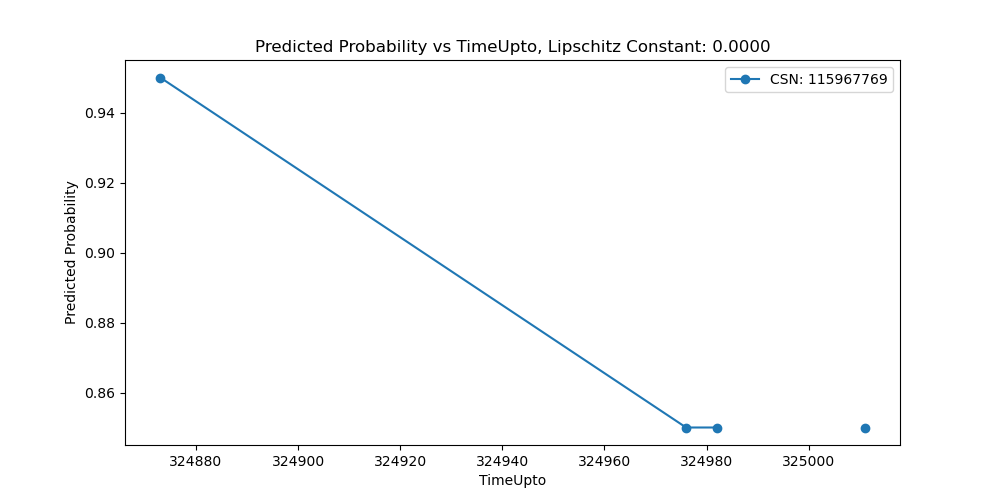 Predicted Probability vs TimeUpto, Lipschitz Constant: 0.0000
CSN: 115967769
0.94
0.92
0.90
0.88
0.86
Predicted Probability
324880 324900 324920 324940 324960 324980 325000
TimeUpto